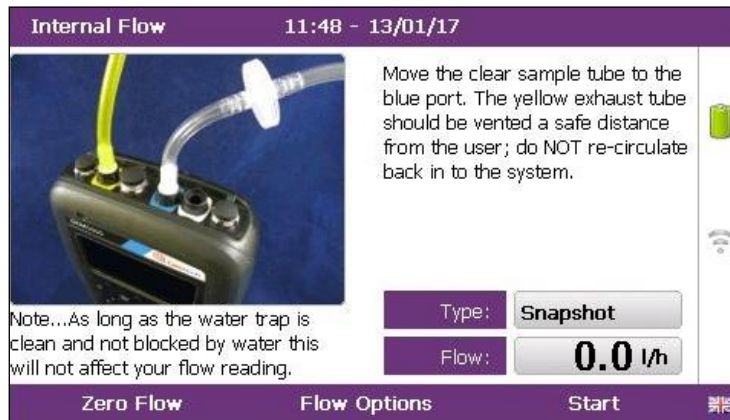 Internal Flow 11:48 - 13/01/17
Move the clear sample tube to the
blue port. The yellow exhaust tube
should be vented a safe distance
from the user; do NOT re-circulate
back in to the system.
Note...As long as the water trap is
clean and not blocked by water this
will not affect your flow reading.
Type: Snapshot
Flow: 0.0 l/h
Zero Flow Flow Options Start